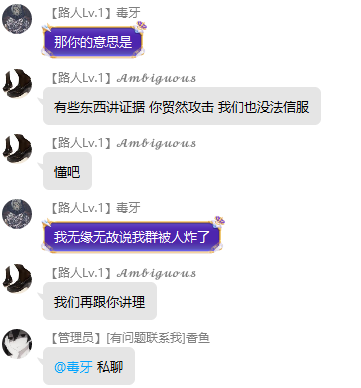 【路人Lv.1】毒牙
那你的意思是
【路人Lv.1】𝓐𝓶𝓫𝓲𝓰𝓾𝓸𝓾𝓼
有些东西讲证据 你贸然攻击 我们也没法信服
【路人Lv.1】𝓐𝓶𝓫𝓲𝓰𝓾𝓸𝓾𝓼
懂吧
【路人Lv.1】毒牙
我无缘无故说我群被人炸了
【路人Lv.1】𝓐𝓶𝓫𝓲𝓰𝓾𝓸𝓾𝓼
我们再跟你讲理
【管理员】[有问题联系我]香鱼
@毒牙 私聊